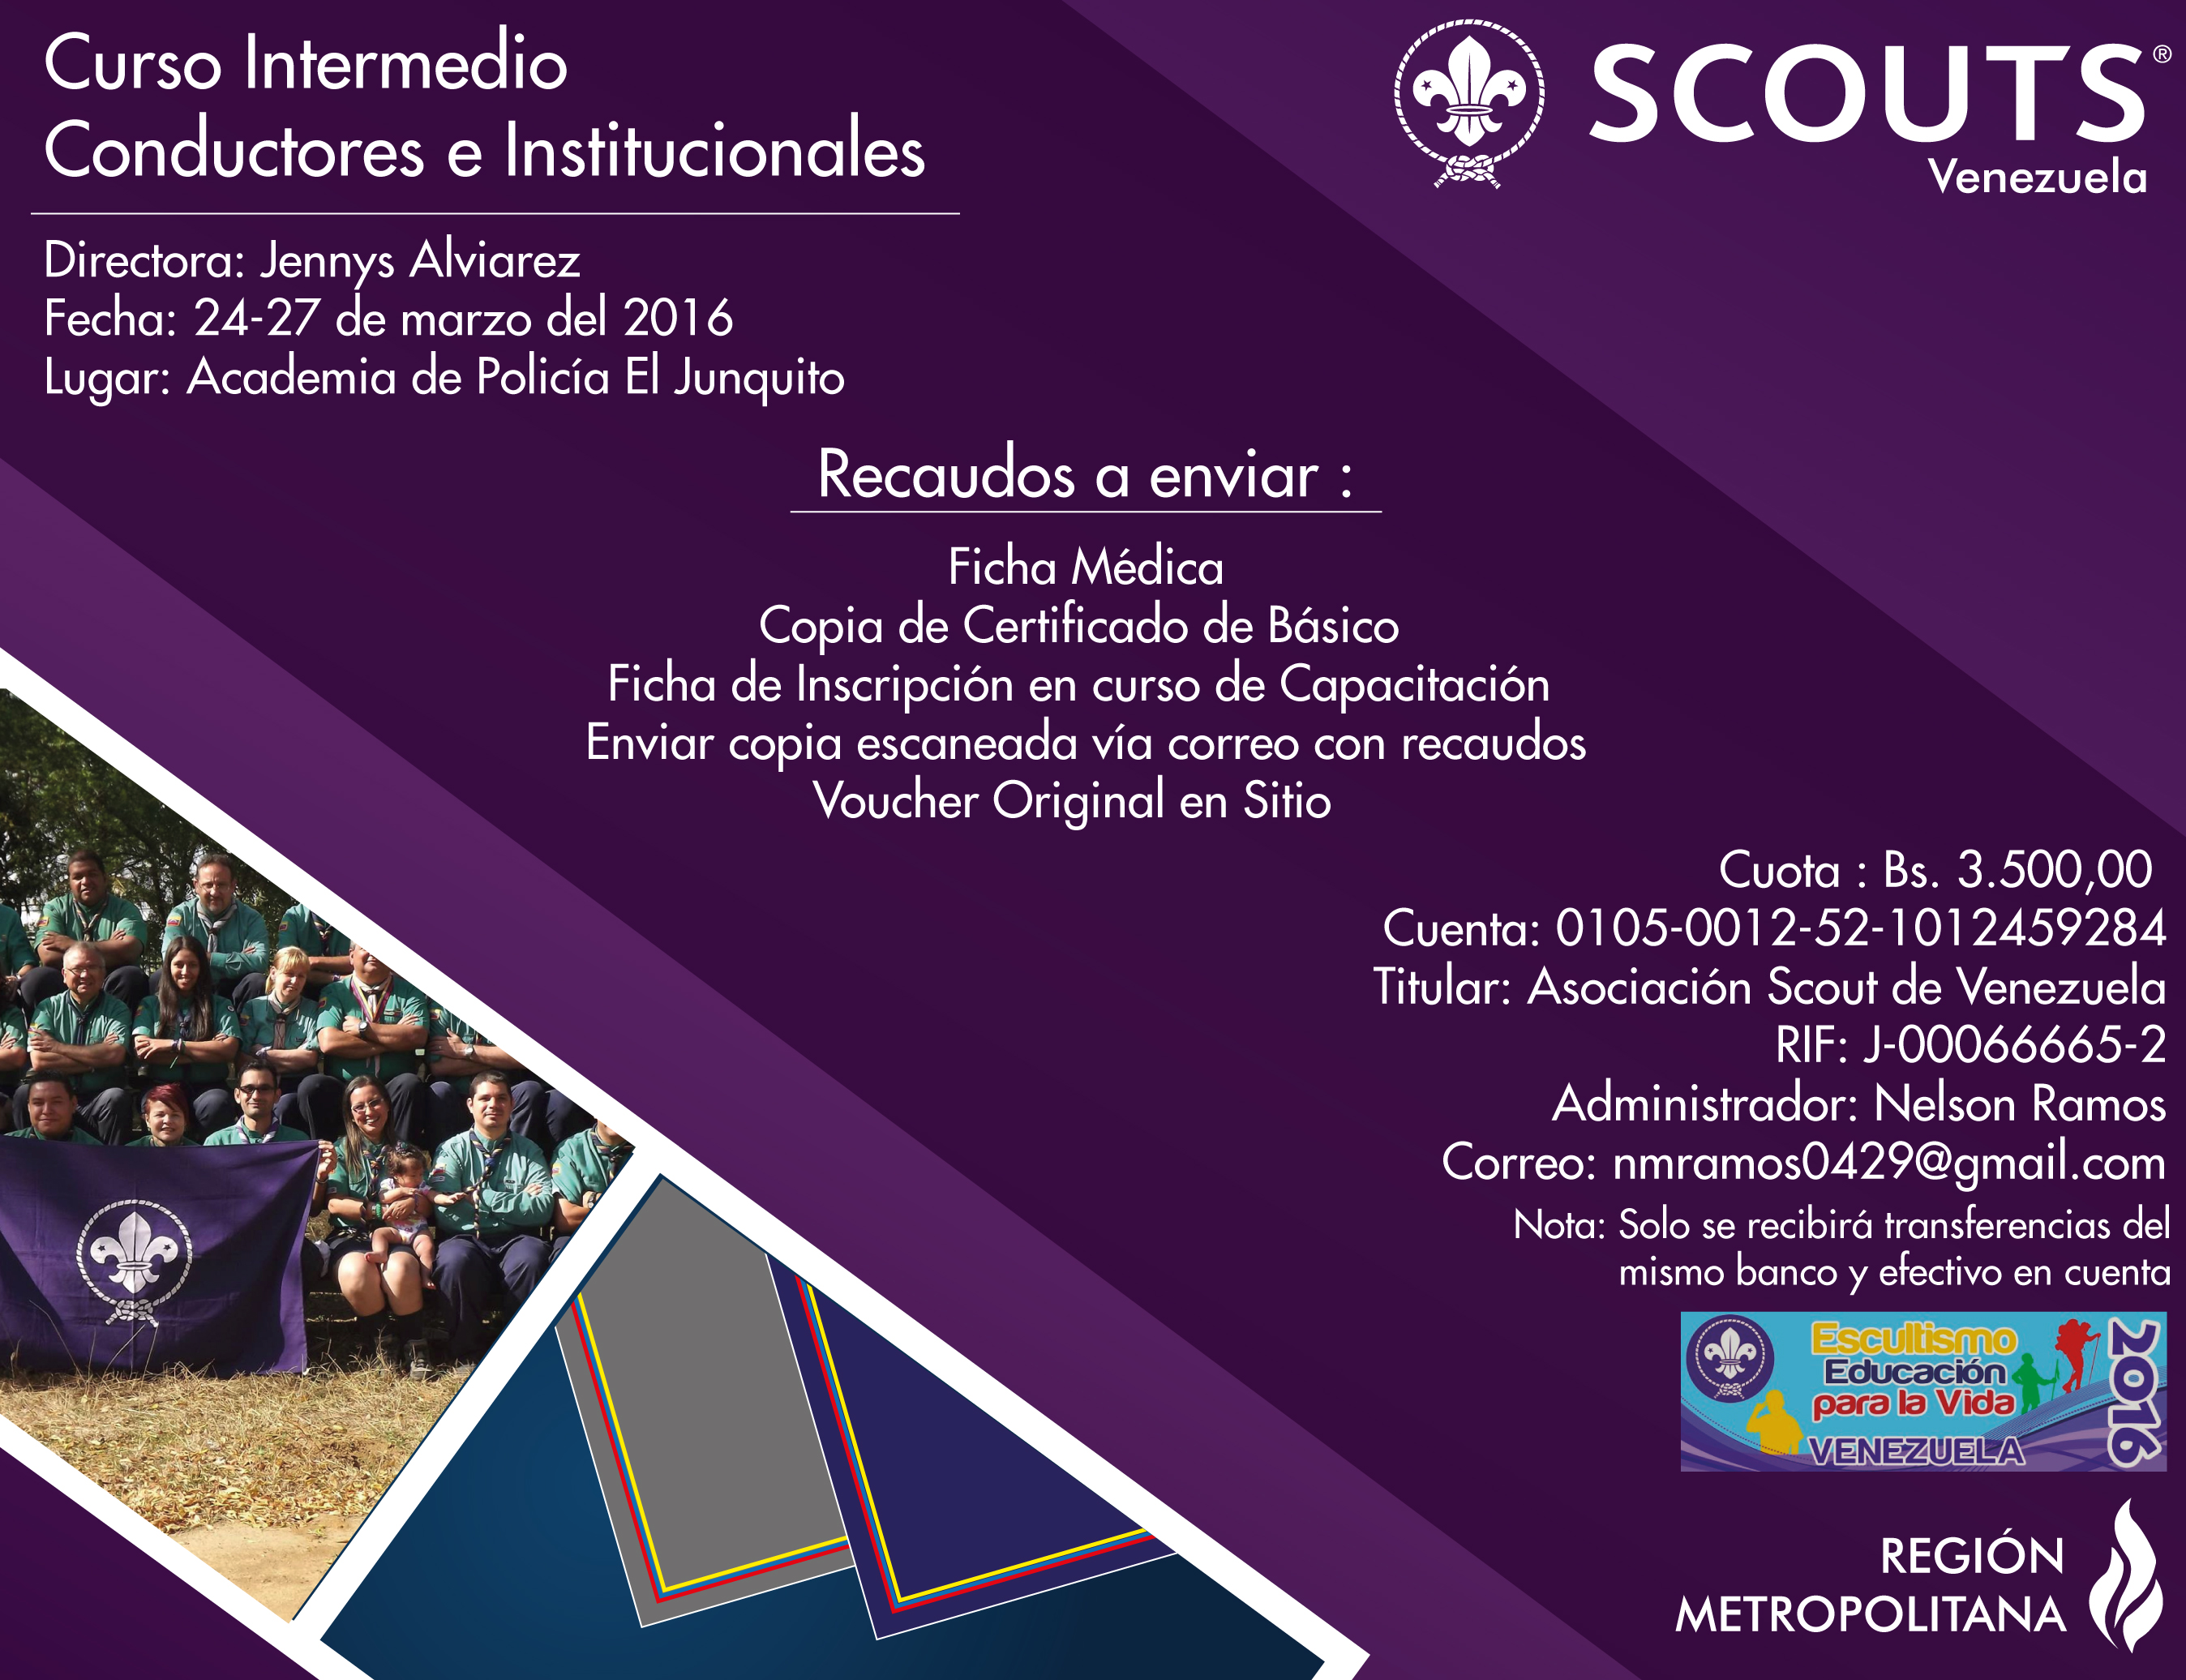 Curso Intermedio
Conductores e Institucionales
SCOUTS®
Venezuela
Directora: Jennys Alviarez
Fecha: 24-27 de marzo del 2016
Lugar: Academia de Policía El Junquito
Recaudos a enviar :
Ficha Médica
Copia de Certificado de Básico
Ficha de Inscripción en curso de Capacitación
Enviar copia escaneada vía correo con recaudos
Voucher Original en Sitio
Cuota : Bs. 3.500,00
Cuenta: 0105-0012-52-1012459284
Titular: Asociación Scout de Venezuela
RIF: J-00066665-2
Administrador: Nelson Ramos
Correo: nmramos0429@gmail.com
Nota: Solo se recibirá transferencias del
mismo banco y efectivo en cuenta
Escultismo
Educación
para la Vida
VENEZUELA
2016
REGIÓN
METROPOLITANA